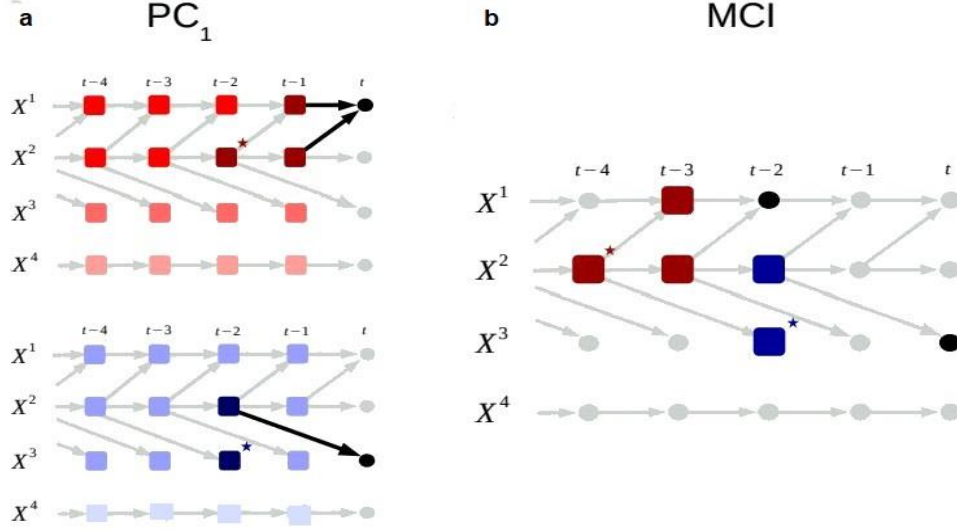 a PC₁
t−4 t−3 t−2 t−1 t
X¹
X²
X³
X⁴
t−4 t−3 t−2 t−1 t
X¹
X²
X³
X⁴
b MCI
t−4 t−3 t−2 t−1 t
X¹
X²
X³
X⁴